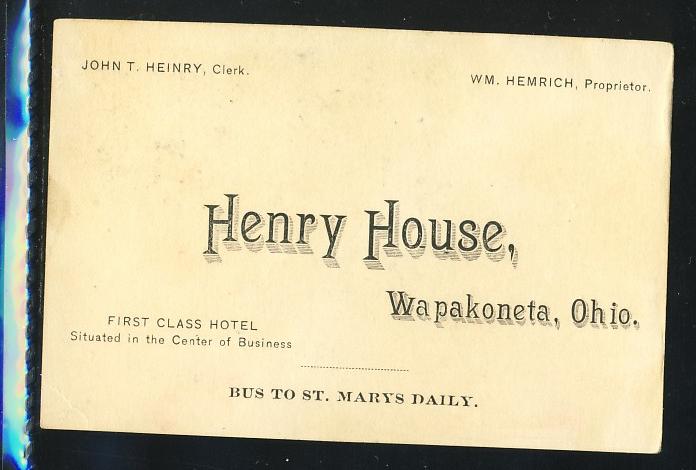 JOHN T. HEINRY, Clerk.
WM. HEMRICH, Proprietor.
Henry House,
Wapakoneta, Ohio.
FIRST CLASS HOTEL
Situated in the Center of Business
BUS TO ST. MARYS DAILY.